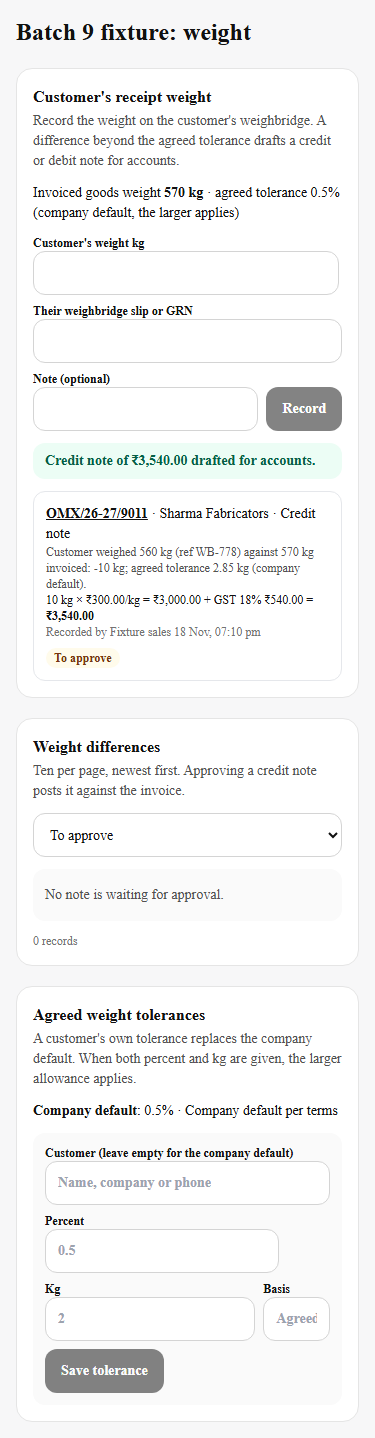 Batch 9 fixture: weight
Customer's receipt weight
Record the weight on the customer's weighbridge. A
difference beyond the agreed tolerance drafts a credit
or debit note for accounts.
Invoiced goods weight 570 kg · agreed tolerance 0.5%
(company default, the larger applies)
Customer's weight kg
Their weighbridge slip or GRN
Note (optional)
Record
Credit note of ₹3,540.00 drafted for accounts.
OMX/26-27/9011 · Sharma Fabricators · Credit
note
Customer weighed 560 kg (ref WB-778) against 570 kg
invoiced: -10 kg; agreed tolerance 2.85 kg (company
default).
10 kg × ₹300.00/kg = ₹3,000.00 + GST 18% ₹540.00 =
₹3,540.00
Recorded by Fixture sales 18 Nov, 07:10 pm
To approve
Weight differences
Ten per page, newest first. Approving a credit note
posts it against the invoice.
To approve
No note is waiting for approval.
0 records
Agreed weight tolerances
A customer's own tolerance replaces the company
default. When both percent and kg are given, the larger
allowance applies.
Company default: 0.5% · Company default per terms
Customer (leave empty for the company default)
Name, company or phone
Percent
0.5
Kg Basis
2 Agreed
Save tolerance